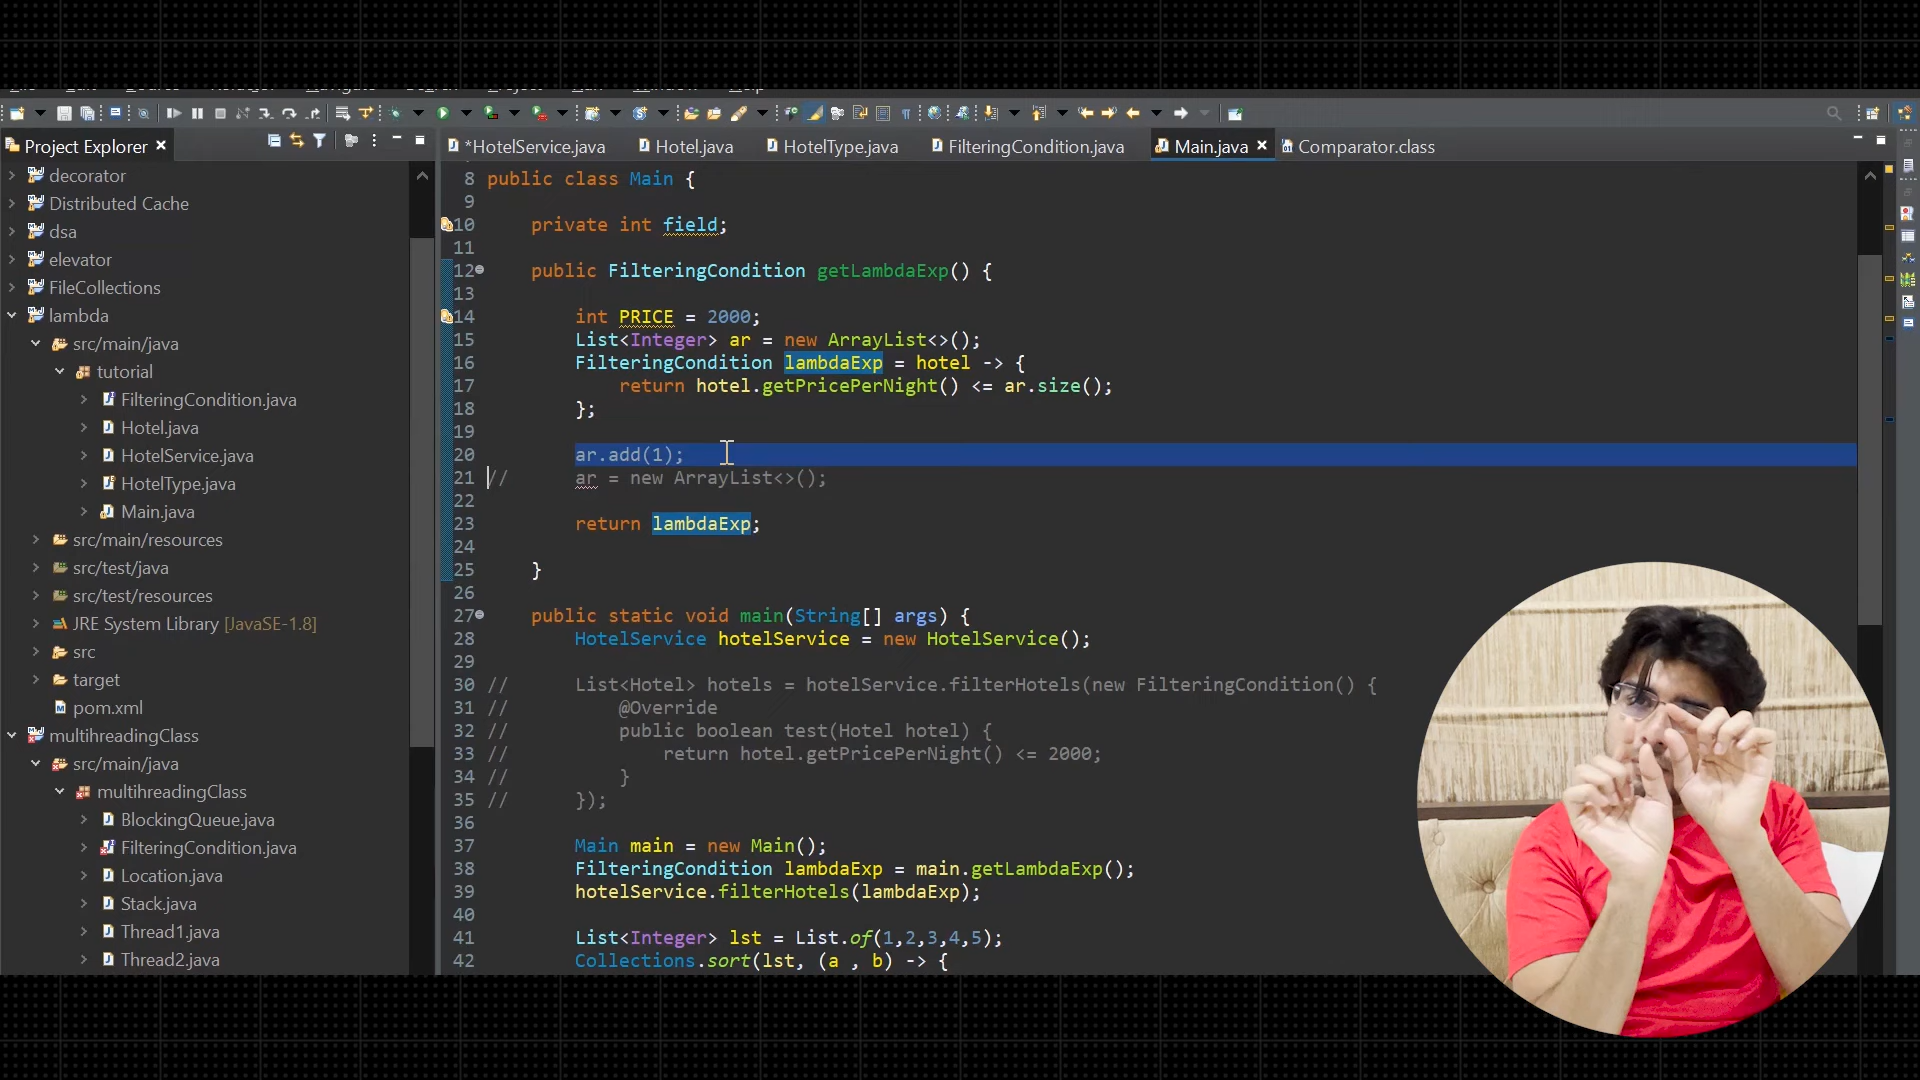 Project Explorer
*HotelService.java
Hotel.java
HotelType.java
FilteringCondition.java
Main.java
Comparator.class
decorator
Distributed Cache
dsa
elevator
FileCollections
lambda
src/main/java
tutorial
FilteringCondition.java
Hotel.java
HotelService.java
HotelType.java
Main.java
src/main/resources
src/test/java
src/test/resources
JRE System Library [JavaSE-1.8]
src
target
pom.xml
multihreadingClass
src/main/java
multihreadingClass
BlockingQueue.java
FilteringCondition.java
Location.java
Stack.java
Thread1.java
Thread2.java
8 public class Main {
9
10 private int field;
11
12 public FilteringCondition getLambdaExp() {
13
14 int PRICE = 2000;
15 List<Integer> ar = new ArrayList<>();
16 FilteringCondition lambdaExp = hotel -> {
17 return hotel.getPricePerNight() <= ar.size();
18 };
19
20 ar.add(1);
21 // ar = new ArrayList<>();
22
23 return lambdaExp;
24
25 }
26
27 public static void main(String[] args) {
28 HotelService hotelService = new HotelService();
29
30 // List<Hotel> hotels = hotelService.filterHotels(new FilteringCondition() {
31 // @Override
32 // public boolean test(Hotel hotel) {
33 // return hotel.getPricePerNight() <= 2000;
34 // }
35 // });
36
37 Main main = new Main();
38 FilteringCondition lambdaExp = main.getLambdaExp();
39 hotelService.filterHotels(lambdaExp);
40
41 List<Integer> lst = List.of(1,2,3,4,5);
42 Collections.sort(lst, (a , b) -> {